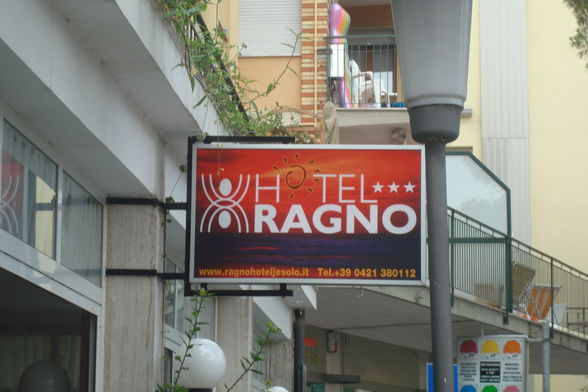 HOTEL ★★★
RAGNO
www.ragnohoteljesolo.it Tel.+39 0421 380112